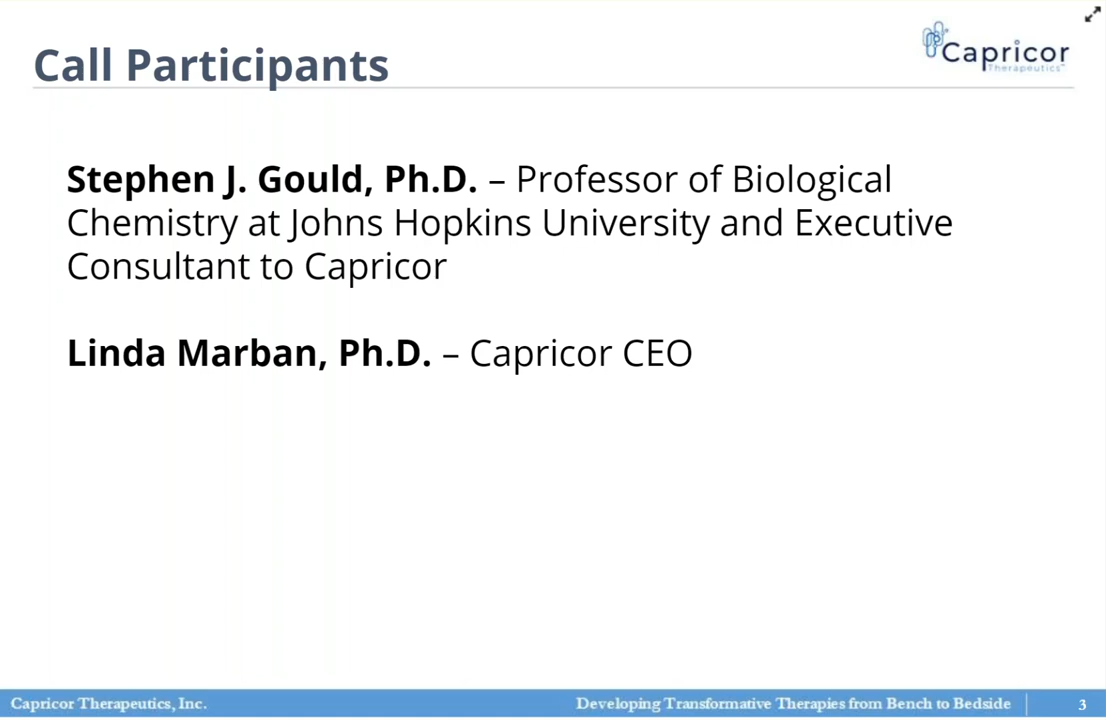 Call Participants
Capricor
Therapeutics™
Stephen J. Gould, Ph.D. – Professor of Biological
Chemistry at Johns Hopkins University and Executive
Consultant to Capricor
Linda Marban, Ph.D. – Capricor CEO
Capricor Therapeutics, Inc.
Developing Transformative Therapies from Bench to Bedside
3